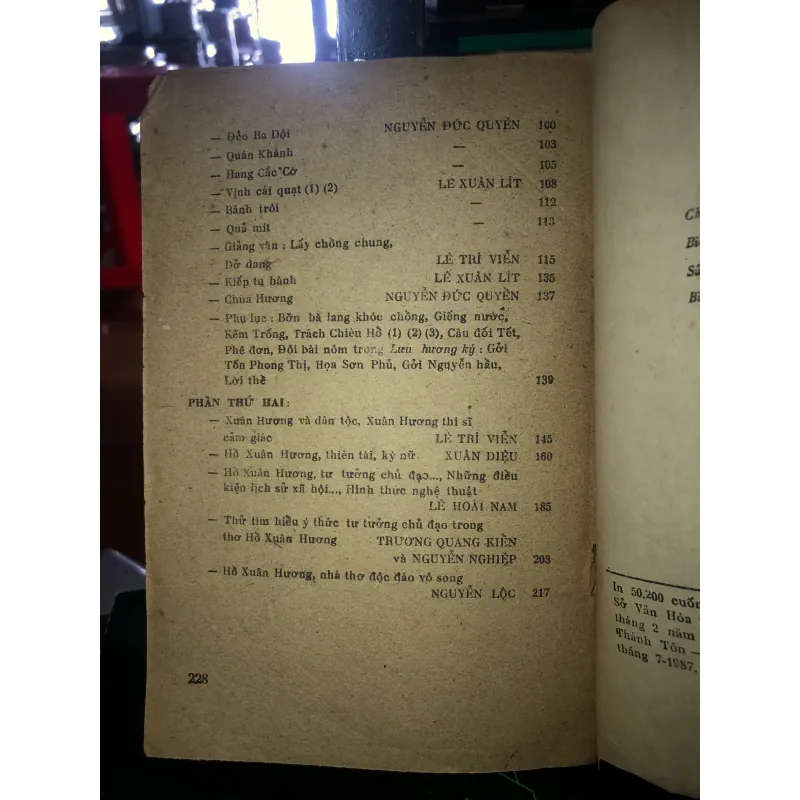 — Đèo Ba Dội NGUYỄN ĐỨC QUYỀN 100
— Quán Khánh — 103
— Hang Cắc Cớ — 105
— Vịnh cái quạt (1) (2) LÊ XUÂN LÍT 108
— Bánh trôi — 112
— Quả mít — 113
— Giảng văn : Lấy chồng chung,
Dở dang LÊ TRÍ VIỄN 115
— Kiếp tu hành LÊ XUÂN LÍT 135
— Chùa Hương NGUYỄN ĐỨC QUYỀN 137
— Phụ lục : Bỡn bà lang khóc chồng, Giếng nước,
Kẽm Trống, Trách Chiêu Hổ (1) (2) (3), Câu đối Tết,
Phê đơn, Đôi bài nôm trong Lưu hương ký : Gởi
Tốn Phong Thị, Họa Sơn Phủ, Gởi Nguyễn hầu,
Lời thề 139
PHẦN THỨ HAI :
— Xuân Hương và dân tộc, Xuân Hương thi sĩ
cảm giác LÊ TRÍ VIỄN 145
— Hồ Xuân Hương, thiên tài, kỳ nữ XUÂN DIỆU 160
— Hồ Xuân Hương, tư tưởng chủ đạo..., Những điều
kiện lịch sử xã hội..., Hình thức nghệ thuật
LÊ HOÀI NAM 185
— Thử tìm hiểu ý thức tư tưởng chủ đạo trong
thơ Hồ Xuân Hương TRƯƠNG QUANG KIÊN
và NGUYỄN NGHIỆP 203
— Hồ Xuân Hương, nhà thơ độc đáo vô song
NGUYỄN LỘC 217
228
In 50,200 cuốn
Sở Văn Hóa
tháng 2 năm
Thánh Tôn —
tháng 7-1987.